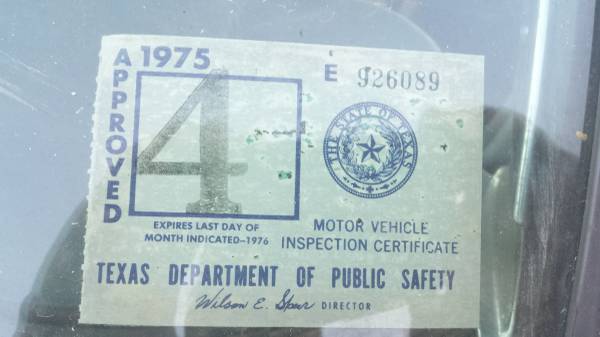 APPROVED
1975
E 926089
4
THE STATE OF TEXAS
EXPIRES LAST DAY OF
MONTH INDICATED-1976
MOTOR VEHICLE
INSPECTION CERTIFICATE
TEXAS DEPARTMENT OF PUBLIC SAFETY
Wilson E. Speir DIRECTOR